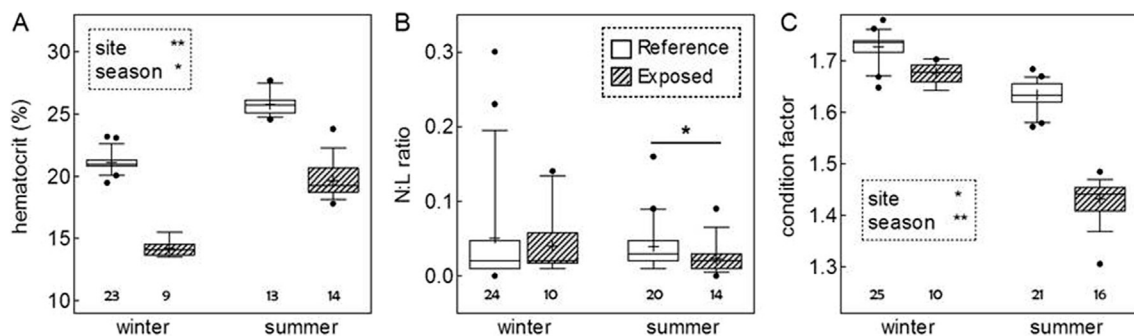 A
hematocrit (%)
30
25
20
15
10
site **
season *
23 9 13 14
winter summer
B
N:L ratio
0.3
0.2
0.1
0.0
Reference
Exposed
*
24 10 20 14
winter summer
C
condition factor
1.7
1.6
1.5
1.4
1.3
site *
season **
25 10 21 16
winter summer